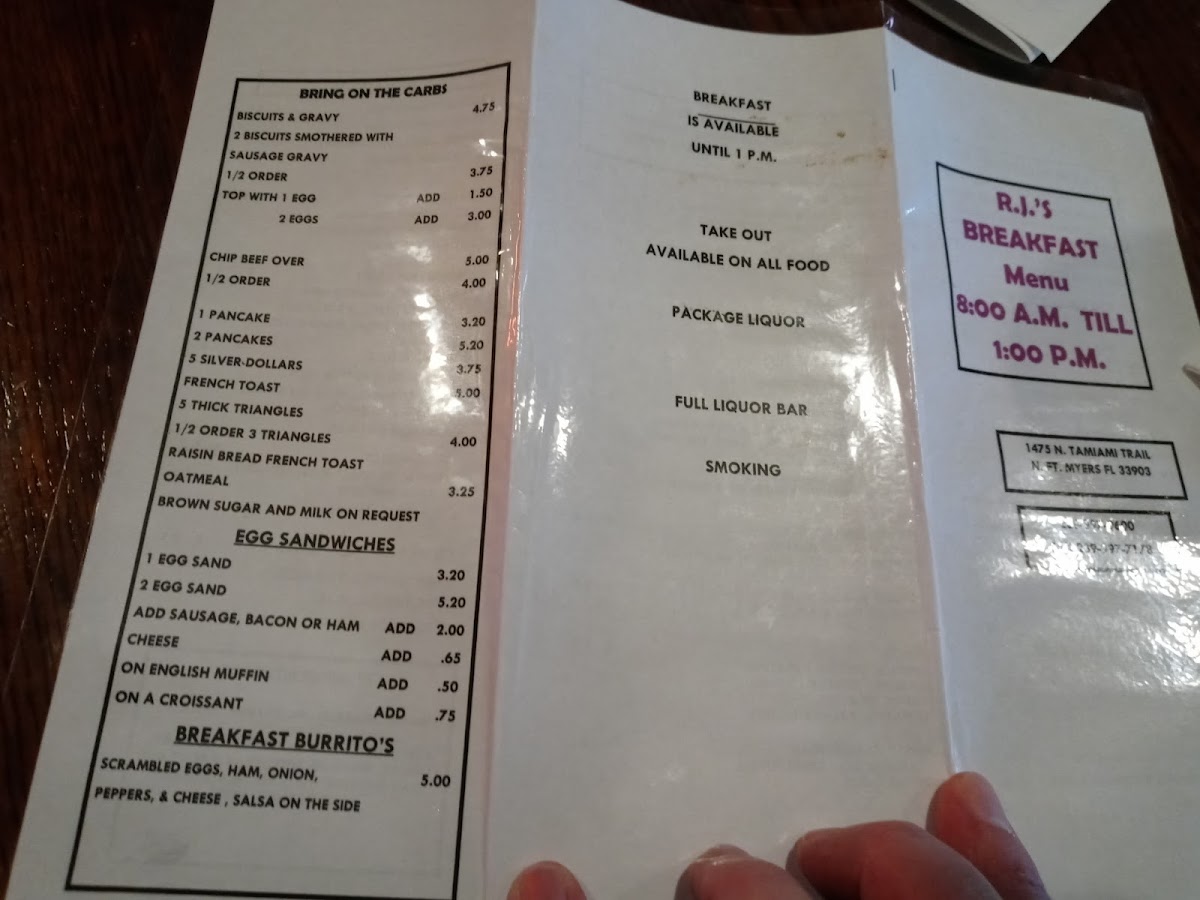 BRING ON THE CARBS
BISCUITS & GRAVY 4.75
2 BISCUITS SMOTHERED WITH
SAUSAGE GRAVY
1/2 ORDER 3.75
TOP WITH 1 EGG ADD 1.50
2 EGGS ADD 3.00
CHIP BEEF OVER 5.00
1/2 ORDER 4.00
1 PANCAKE 3.20
2 PANCAKES 5.20
5 SILVER-DOLLARS 3.75
FRENCH TOAST 5.00
5 THICK TRIANGLES
1/2 ORDER 3 TRIANGLES 4.00
RAISIN BREAD FRENCH TOAST
OATMEAL 3.25
BROWN SUGAR AND MILK ON REQUEST
EGG SANDWICHES
1 EGG SAND 3.20
2 EGG SAND 5.20
ADD SAUSAGE, BACON OR HAM ADD 2.00
CHEESE ADD .65
ON ENGLISH MUFFIN ADD .50
ON A CROISSANT ADD .75
BREAKFAST BURRITO'S
SCRAMBLED EGGS, HAM, ONION, 5.00
PEPPERS, & CHEESE , SALSA ON THE SIDE
BREAKFAST
IS AVAILABLE
UNTIL 1 P.M.
TAKE OUT
AVAILABLE ON ALL FOOD
PACKAGE LIQUOR
FULL LIQUOR BAR
SMOKING
R.J.'S
BREAKFAST
Menu
8:00 A.M. TILL
1:00 P.M.
1475 N. TAMIAMI TRAIL
N. FT. MYERS FL 33903